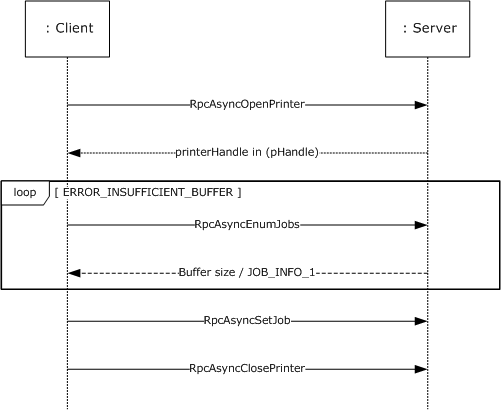 : Client
: Server
RpcAsyncOpenPrinter
printerHandle in (pHandle)
loop
[ ERROR_INSUFFICIENT_BUFFER ]
RpcAsyncEnumJobs
Buffer size / JOB_INFO_1
RpcAsyncSetJob
RpcAsyncClosePrinter